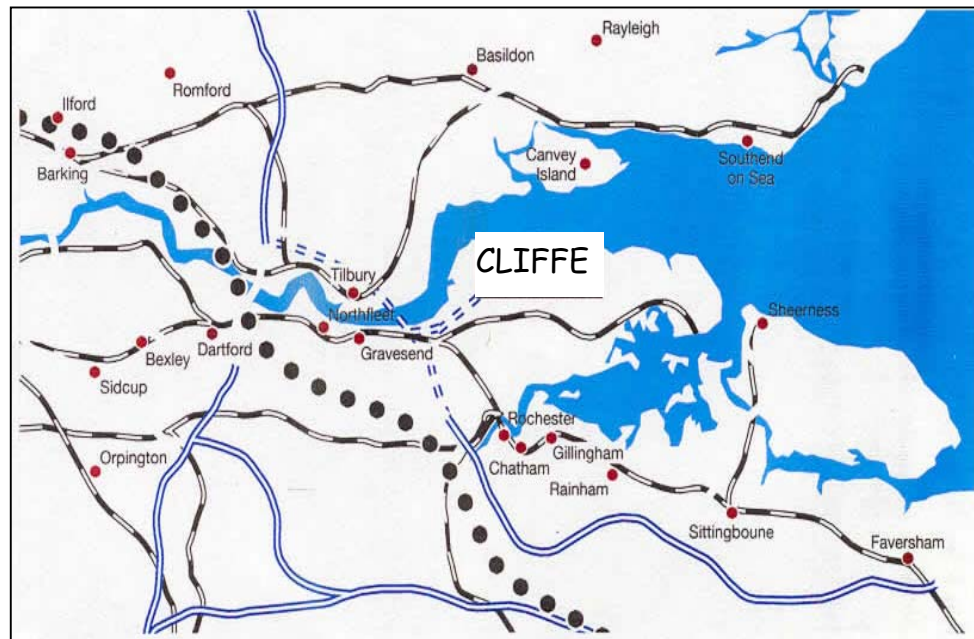 Rayleigh
Basildon
Romford
Ilford
Barking
Canvey
Island
Southend
on Sea
CLIFFE
Tilbury
Northfleet
Sheerness
Gravesend
Dartford
Bexley
Sidcup
Rochester
Gillingham
Chatham
Orpington
Rainham
Sittingboune
Faversham